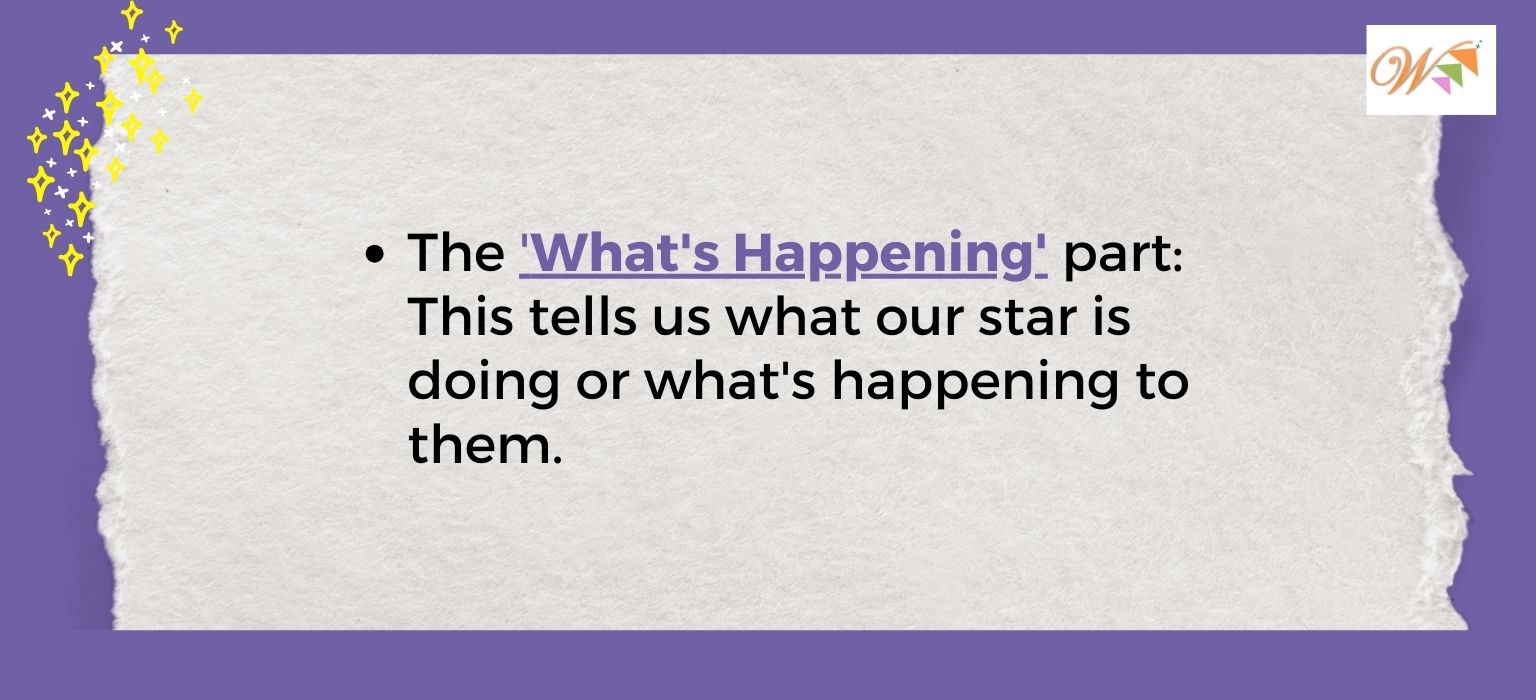 W
• The 'What's Happening' part:
This tells us what our star is
doing or what's happening to
them.